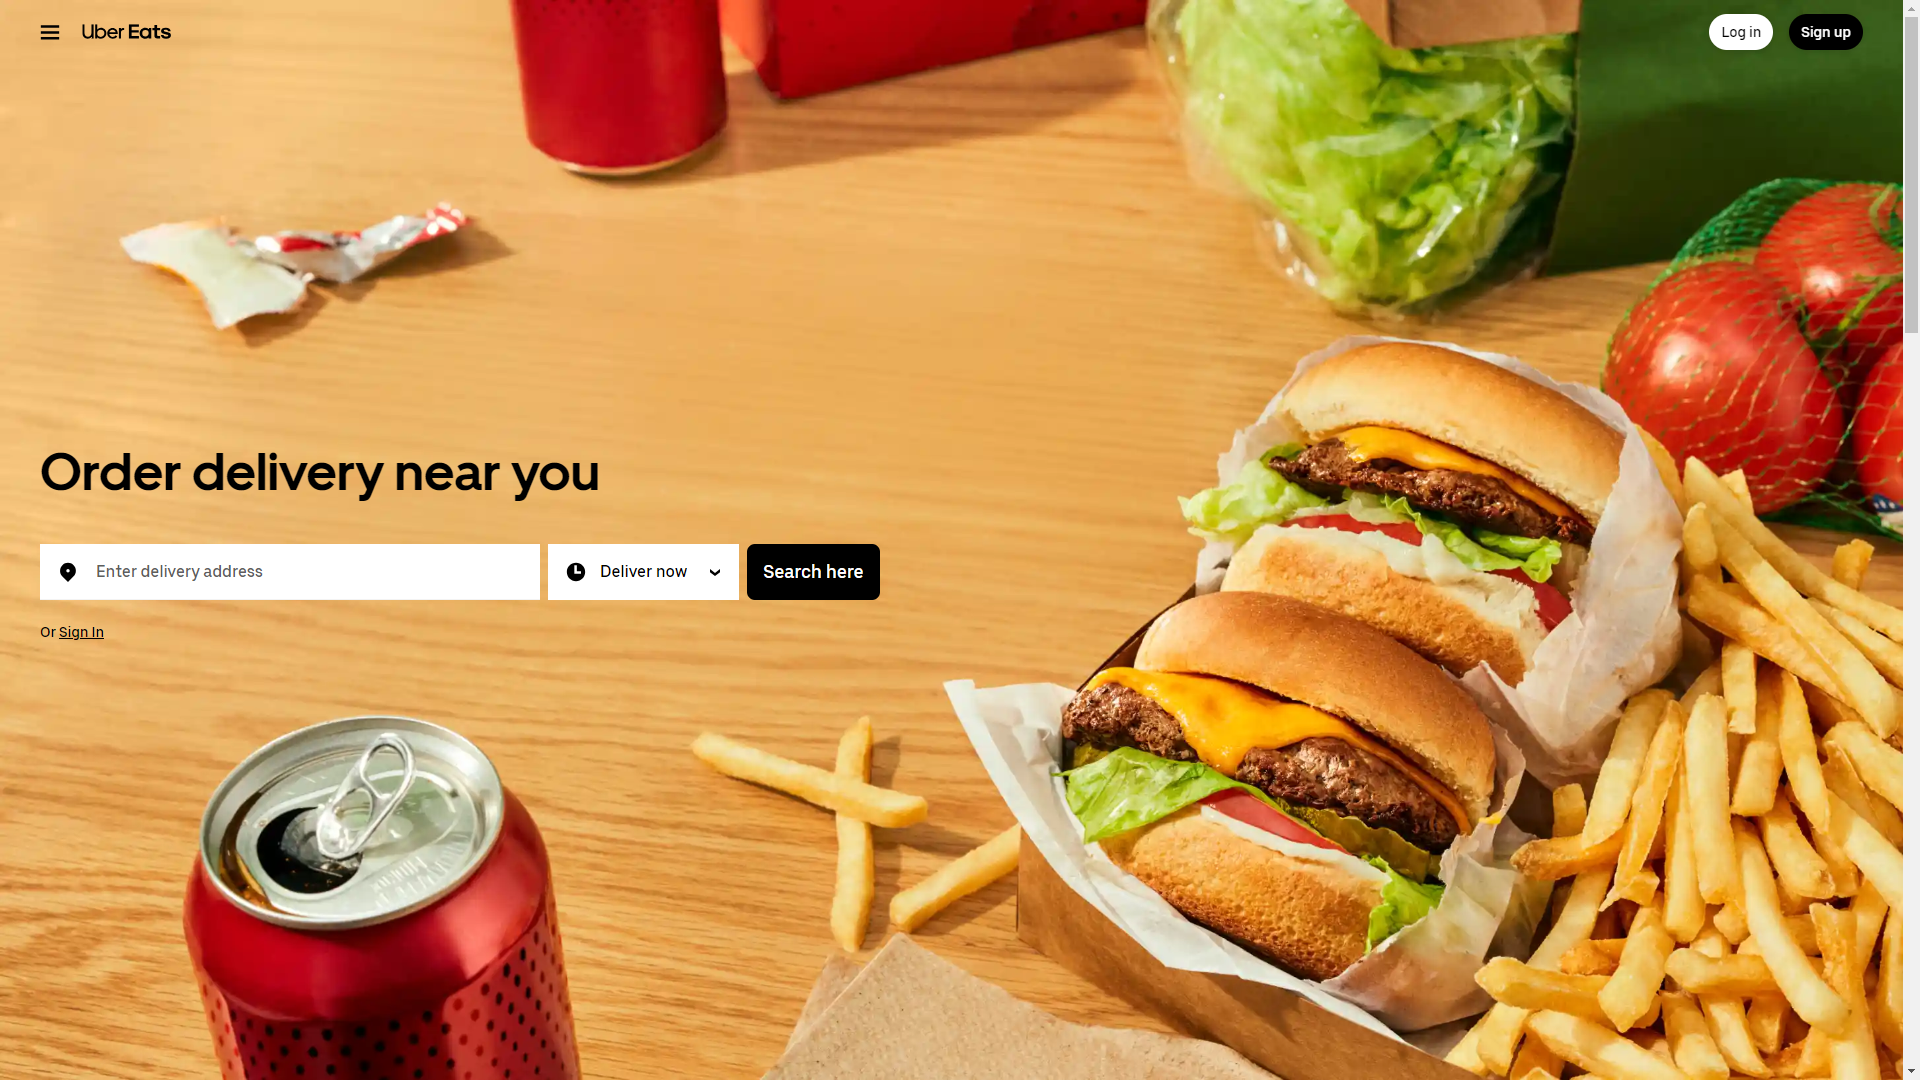 Uber Eats
Log in
Sign up
Order delivery near you
Enter delivery address
Deliver now
Search here
Or Sign In